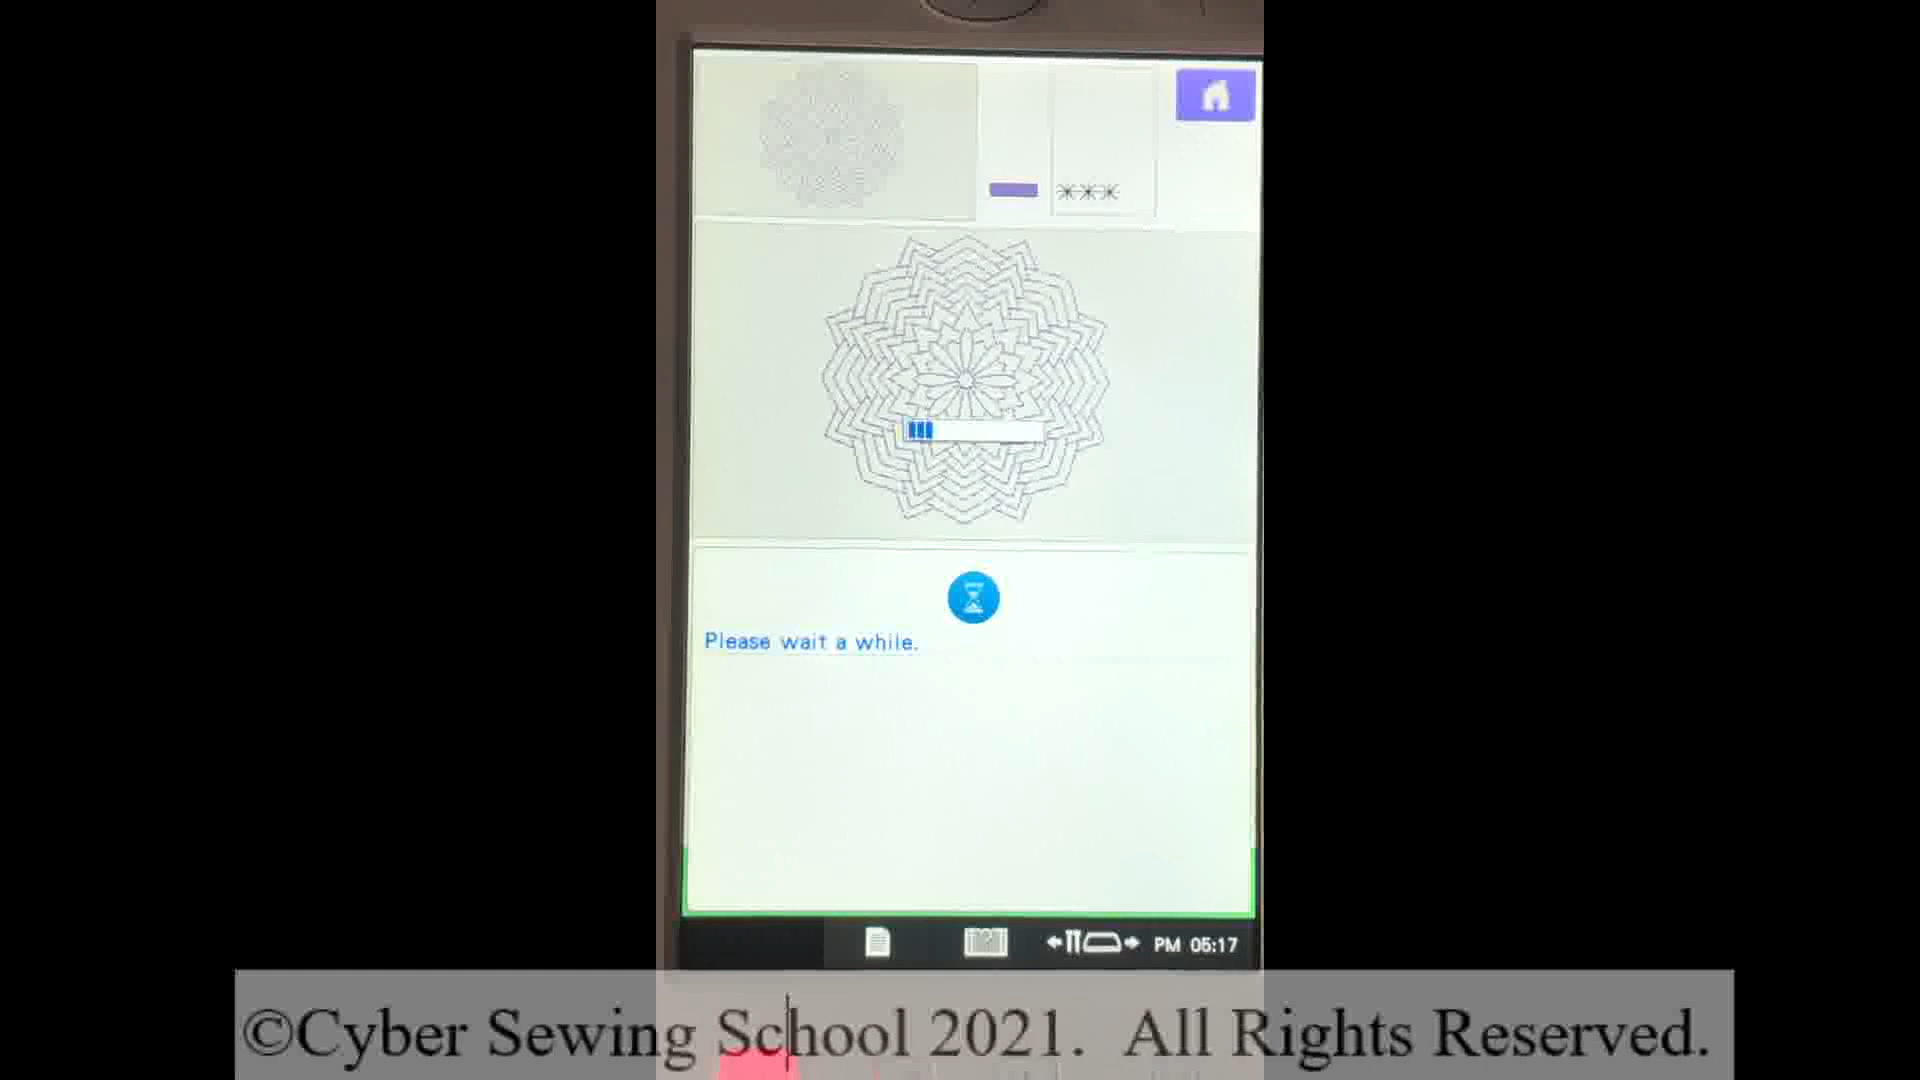 Please wait a while.
PM 05:17
©Cyber Sewing School 2021. All Rights Reserved.